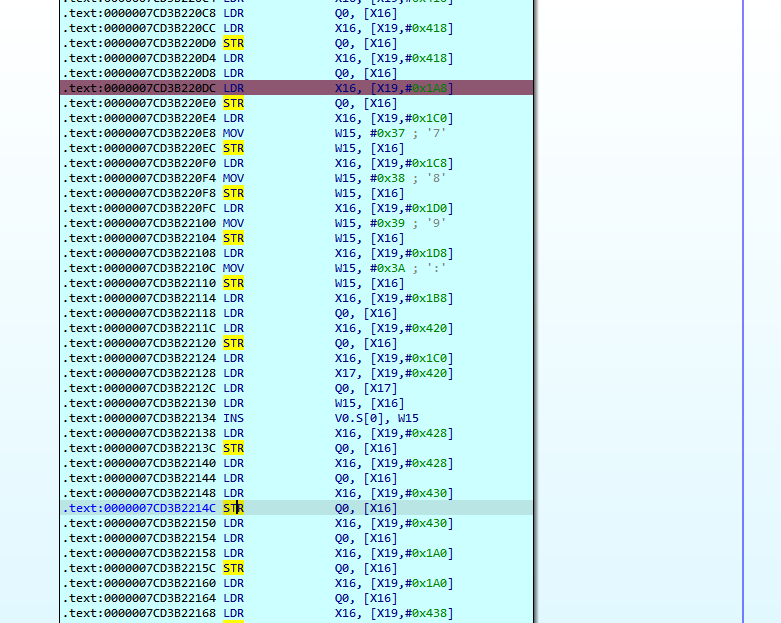 .text:0000007CD3B220C8 LDR Q0, [X16]
.text:0000007CD3B220CC LDR X16, [X19,#0x418]
.text:0000007CD3B220D0 STR Q0, [X16]
.text:0000007CD3B220D4 LDR X16, [X19,#0x418]
.text:0000007CD3B220D8 LDR Q0, [X16]
.text:0000007CD3B220DC LDR X16, [X19,#0x1A8]
.text:0000007CD3B220E0 STR Q0, [X16]
.text:0000007CD3B220E4 LDR X16, [X19,#0x1C0]
.text:0000007CD3B220E8 MOV W15, #0x37 ; '7'
.text:0000007CD3B220EC STR W15, [X16]
.text:0000007CD3B220F0 LDR X16, [X19,#0x1C8]
.text:0000007CD3B220F4 MOV W15, #0x38 ; '8'
.text:0000007CD3B220F8 STR W15, [X16]
.text:0000007CD3B220FC LDR X16, [X19,#0x1D0]
.text:0000007CD3B22100 MOV W15, #0x39 ; '9'
.text:0000007CD3B22104 STR W15, [X16]
.text:0000007CD3B22108 LDR X16, [X19,#0x1D8]
.text:0000007CD3B2210C MOV W15, #0x3A ; ':'
.text:0000007CD3B22110 STR W15, [X16]
.text:0000007CD3B22114 LDR X16, [X19,#0x1B8]
.text:0000007CD3B22118 LDR Q0, [X16]
.text:0000007CD3B2211C LDR X16, [X19,#0x420]
.text:0000007CD3B22120 STR Q0, [X16]
.text:0000007CD3B22124 LDR X16, [X19,#0x1C0]
.text:0000007CD3B22128 LDR X17, [X19,#0x420]
.text:0000007CD3B2212C LDR Q0, [X17]
.text:0000007CD3B22130 LDR W15, [X16]
.text:0000007CD3B22134 INS V0.S[0], W15
.text:0000007CD3B22138 LDR X16, [X19,#0x428]
.text:0000007CD3B2213C STR Q0, [X16]
.text:0000007CD3B22140 LDR X16, [X19,#0x428]
.text:0000007CD3B22144 LDR Q0, [X16]
.text:0000007CD3B22148 LDR X16, [X19,#0x430]
.text:0000007CD3B2214C STR Q0, [X16]
.text:0000007CD3B22150 LDR X16, [X19,#0x430]
.text:0000007CD3B22154 LDR Q0, [X16]
.text:0000007CD3B22158 LDR X16, [X19,#0x1A0]
.text:0000007CD3B2215C STR Q0, [X16]
.text:0000007CD3B22160 LDR X16, [X19,#0x1A0]
.text:0000007CD3B22164 LDR Q0, [X16]
.text:0000007CD3B22168 LDR X16, [X19,#0x438]